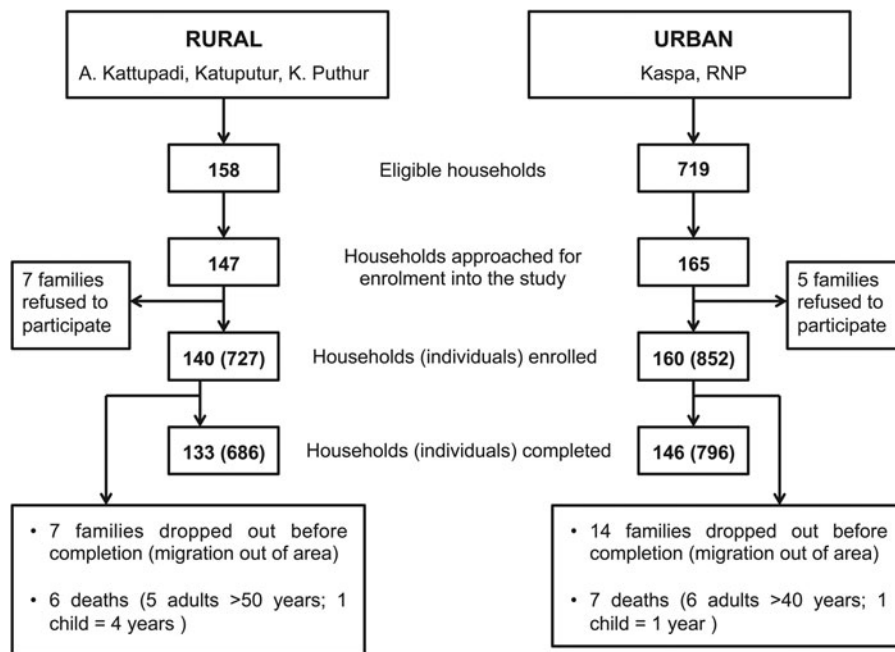 RURAL
A. Kattupadi, Katuputur, K. Puthur
URBAN
Kaspa, RNP
158
Eligible households
719
147
Households approached for
enrolment into the study
165
7 families
refused to
participate
5 families
refused to
participate
140 (727)
Households (individuals) enrolled
160 (852)
133 (686)
Households (individuals) completed
146 (796)
• 7 families dropped out before
completion (migration out of area)
• 6 deaths (5 adults >50 years; 1
child = 4 years )
• 14 families dropped out before
completion (migration out of area)
• 7 deaths (6 adults >40 years; 1
child = 1 year )